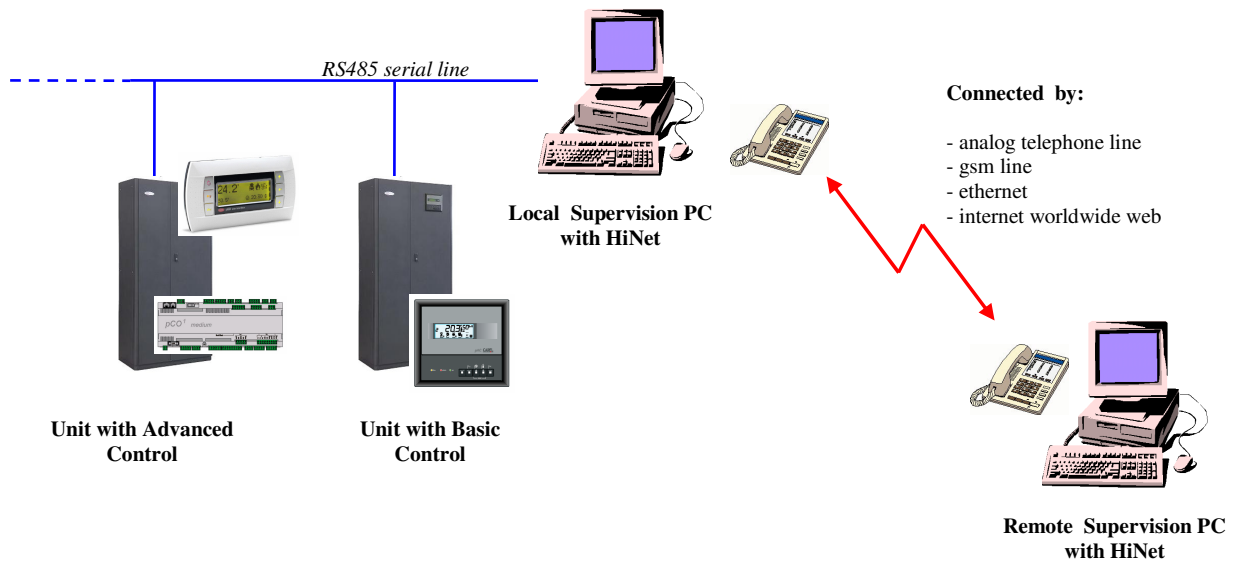 RS485 serial line
Connected by:
- analog telephone line
- gsm line
- ethernet
- internet worldwide web
24.2°
pCO¹ medium
Local Supervision PC
with HiNet
Unit with Advanced
Control
Unit with Basic
Control
Remote Supervision PC
with HiNet